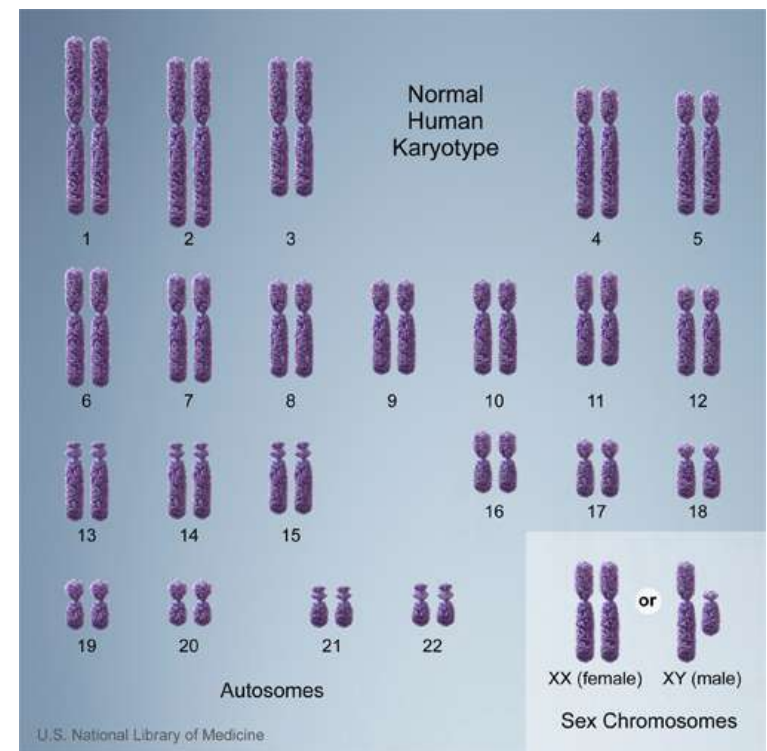 Normal
Human
Karyotype
1 2 3 4 5
6 7 8 9 10 11 12
13 14 15 16 17 18
19 20 21 22
or
XX (female) XY (male)
Autosomes
Sex Chromosomes
U.S. National Library of Medicine